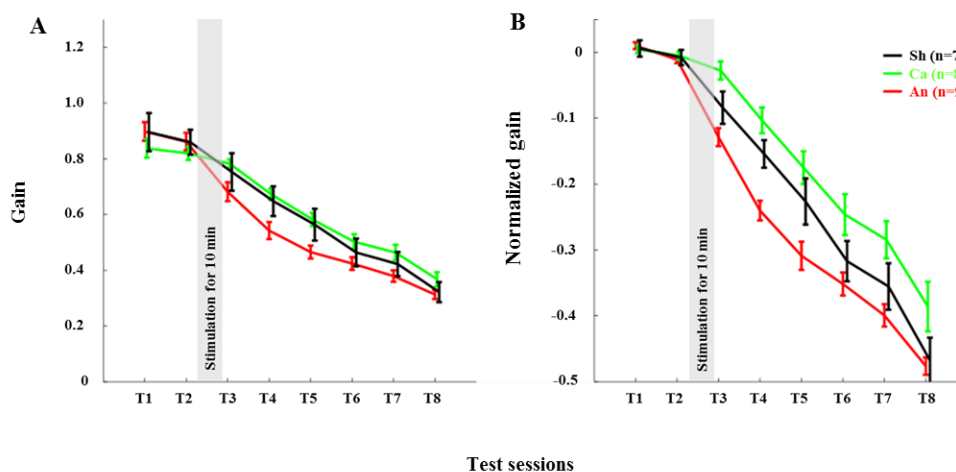 A
B
Gain
1.2
1.0
0.8
0.6
0.4
0.2
0
Stimulation for 10 min
T1 T2 T3 T4 T5 T6 T7 T8
Normalized gain
0
-0.1
-0.2
-0.3
-0.4
-0.5
Stimulation for 10 min
T1 T2 T3 T4 T5 T6 T7 T8
Sh (n=7
Ca (n=8
An (n=
Test sessions